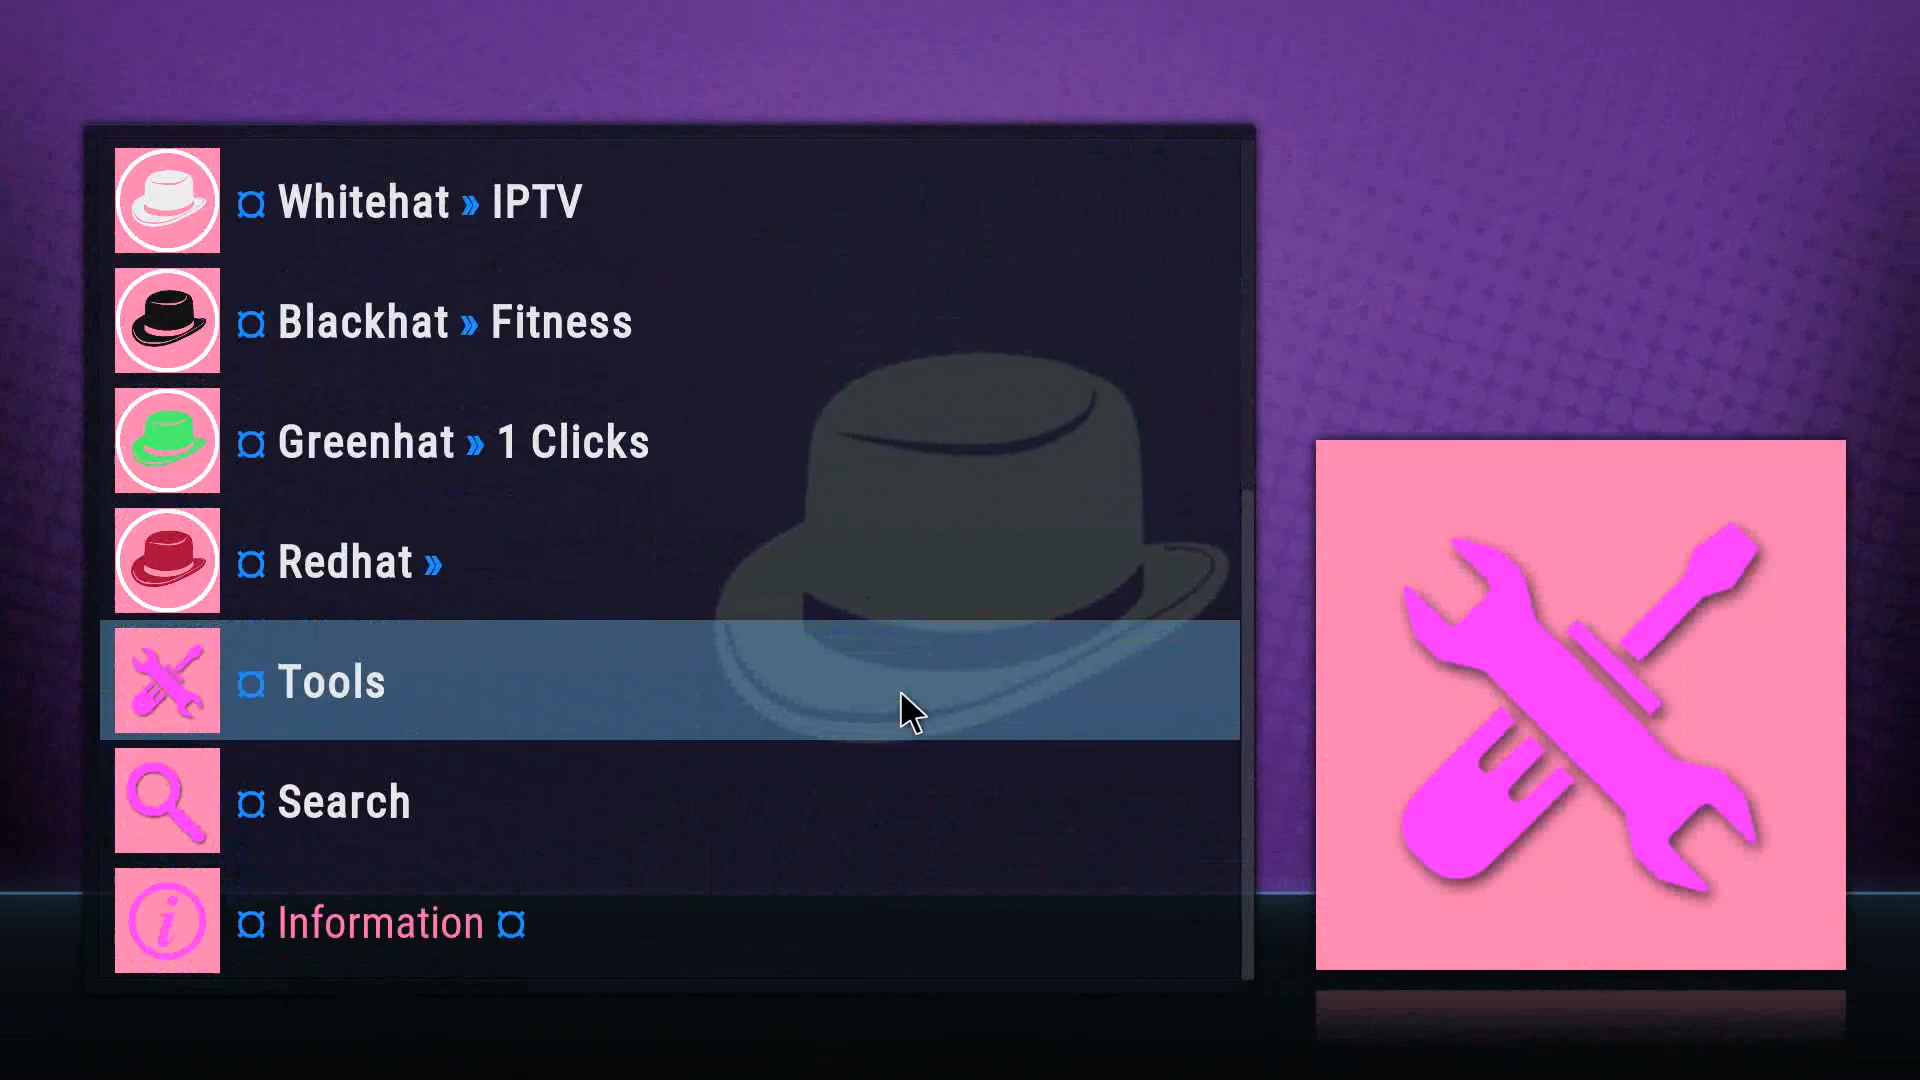 ¤ Whitehat » IPTV
¤ Blackhat » Fitness
¤ Greenhat » 1 Clicks
¤ Redhat »
¤ Tools
¤ Search
¤ Information ¤